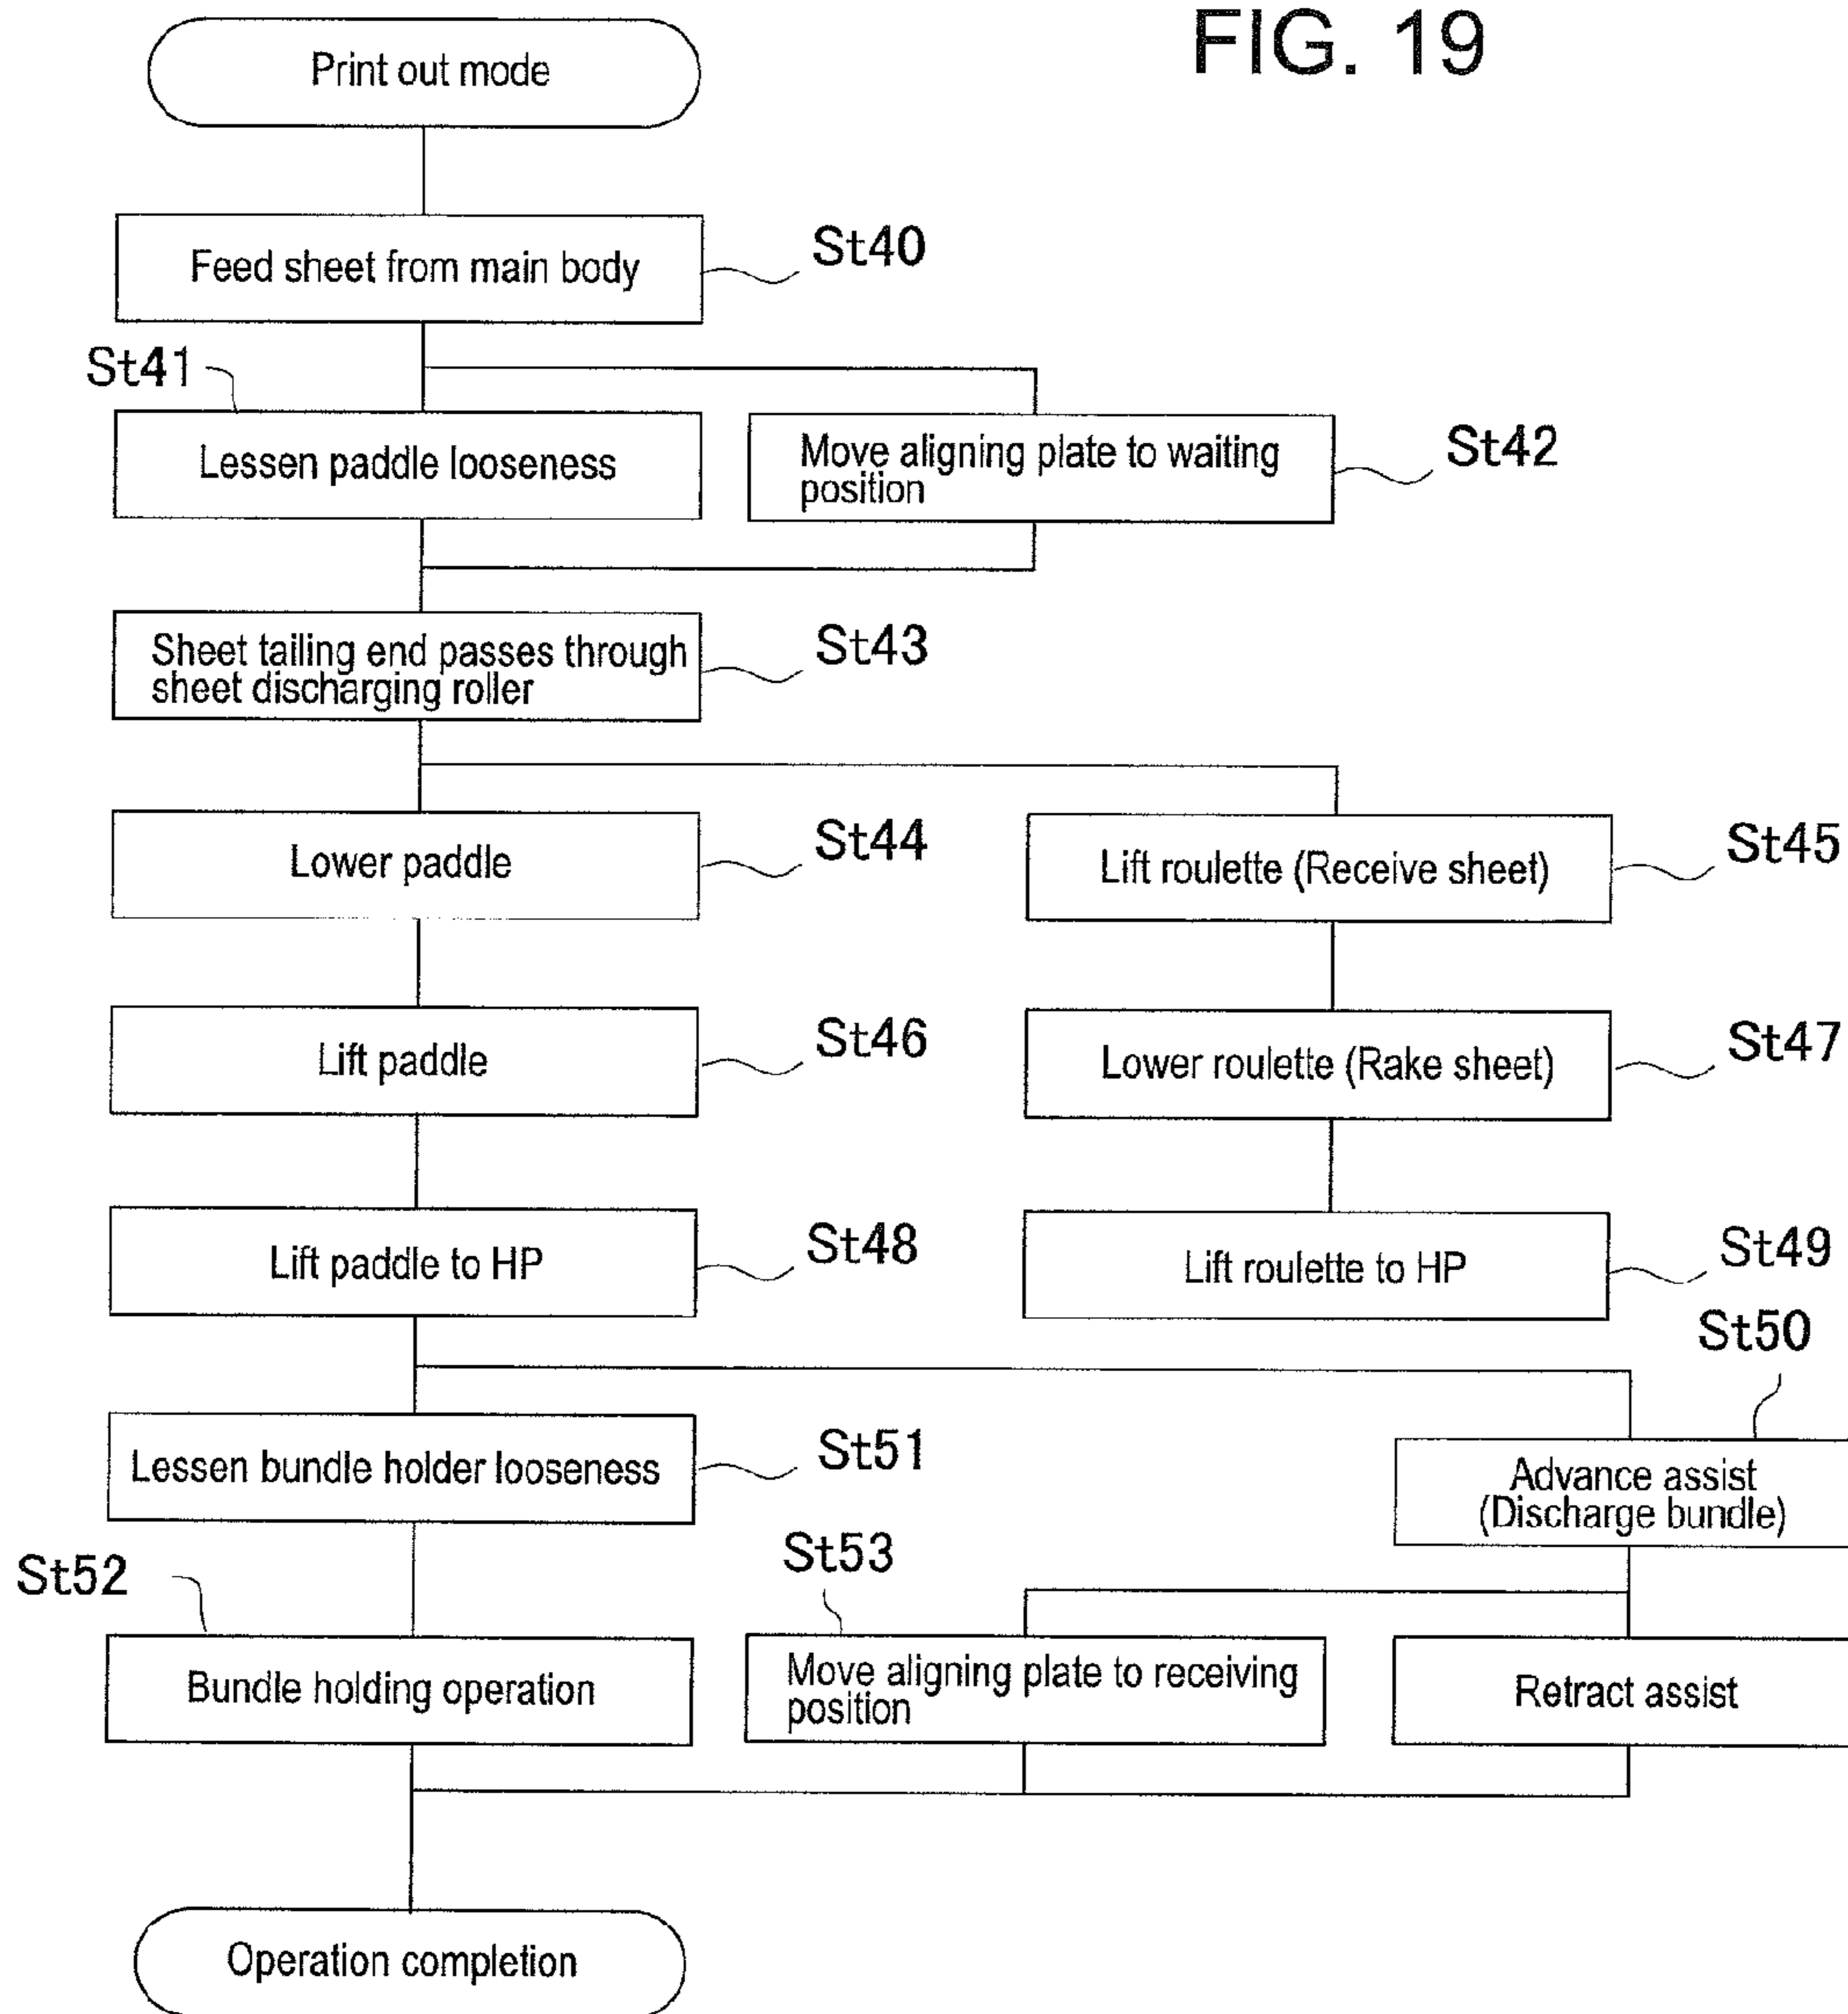 FIG. 19
Print out mode
Feed sheet from main body
St40
St41
Lessen paddle looseness
Move aligning plate to waiting
position
St42
Sheet tailing end passes through
sheet discharging roller
St43
Lower paddle
St44
Lift roulette (Receive sheet)
St45
Lift paddle
St46
Lower roulette (Rake sheet)
St47
Lift paddle to HP
St48
Lift roulette to HP
St49
St50
Lessen bundle holder looseness
St51
Advance assist
(Discharge bundle)
St52
St53
Bundle holding operation
Move aligning plate to receiving
position
Retract assist
Operation completion